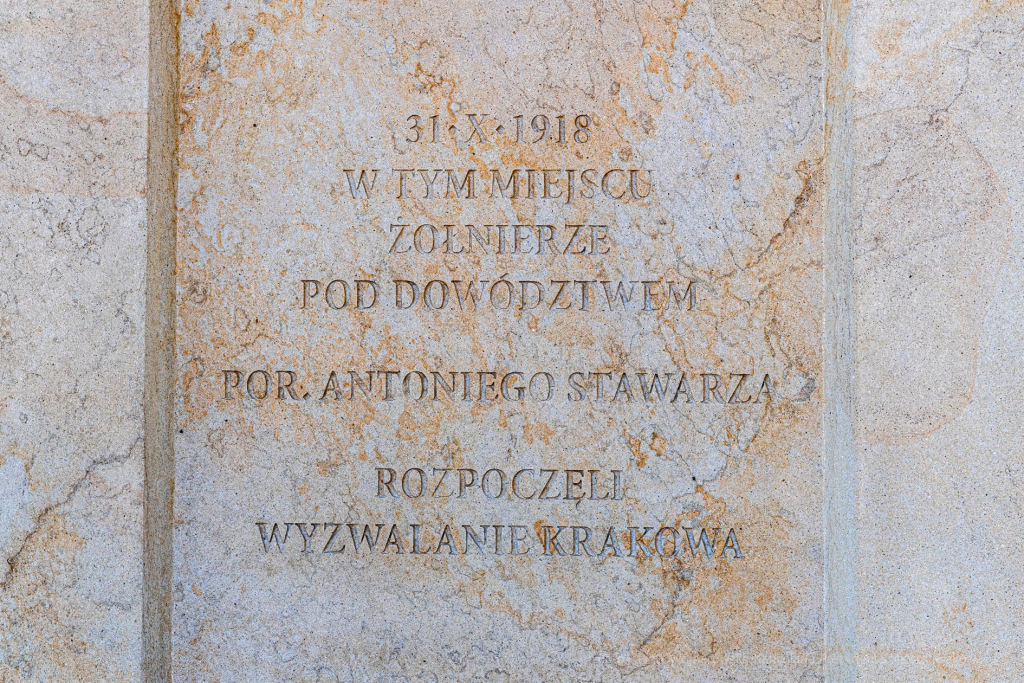 31·X·1918
W TYM MIEJSCU
ŻOŁNIERZE
POD DOWÓDZTWEM
POR. ANTONIEGO STAWARZA
ROZPOCZĘLI
WYZWALANIE KRAKOWA